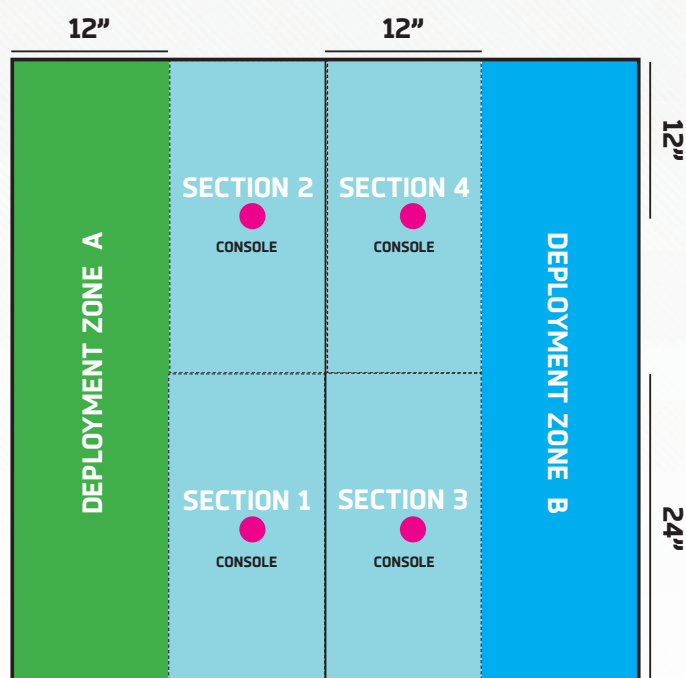 12”
12”
12”
SECTION 2
SECTION 4
CONSOLE
CONSOLE
DEPLOYMENT ZONE A
DEPLOYMENT ZONE B
SECTION 1
SECTION 3
CONSOLE
CONSOLE
24”